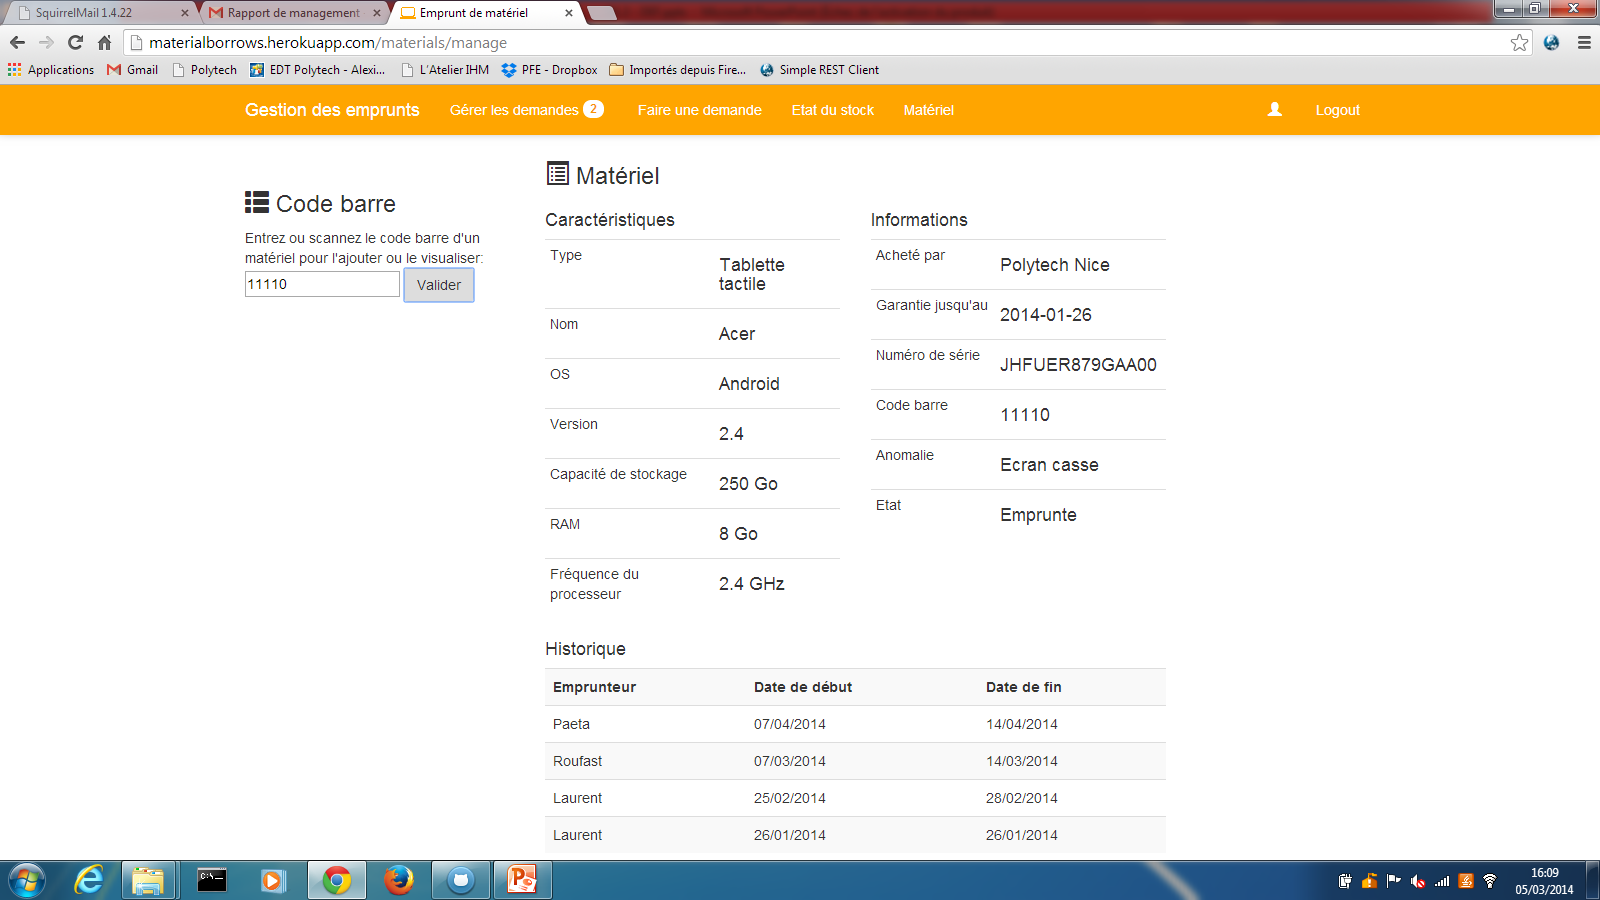 SquirrelMail 1.4.22
Rapport de management
Emprunt de matériel
materialborrows.herokuapp.com/materials/manage
Applications
Gmail
Polytech
EDT Polytech - Alexi...
L'Atelier IHM
PFE - Dropbox
Importés depuis Fire...
Simple REST Client
Gestion des emprunts
Gérer les demandes 2
Faire une demande
Etat du stock
Matériel
Logout
Code barre
Entrez ou scannez le code barre d'un
matériel pour l'ajouter ou le visualiser:
11110
Valider
Matériel
Caractéristiques
Type
Tablette
tactile
Nom
Acer
OS
Android
Version
2.4
Capacité de stockage
250 Go
RAM
8 Go
Fréquence du
processeur
2.4 GHz
Informations
Acheté par
Polytech Nice
Garantie jusqu'au
2014-01-26
Numéro de série
JHFUER879GAA00
Code barre
11110
Anomalie
Ecran casse
Etat
Emprunte
Historique
Emprunteur Date de début Date de fin
Paeta 07/04/2014 14/04/2014
Roufast 07/03/2014 14/03/2014
Laurent 25/02/2014 28/02/2014
Laurent 26/01/2014 26/01/2014
16:09
05/03/2014